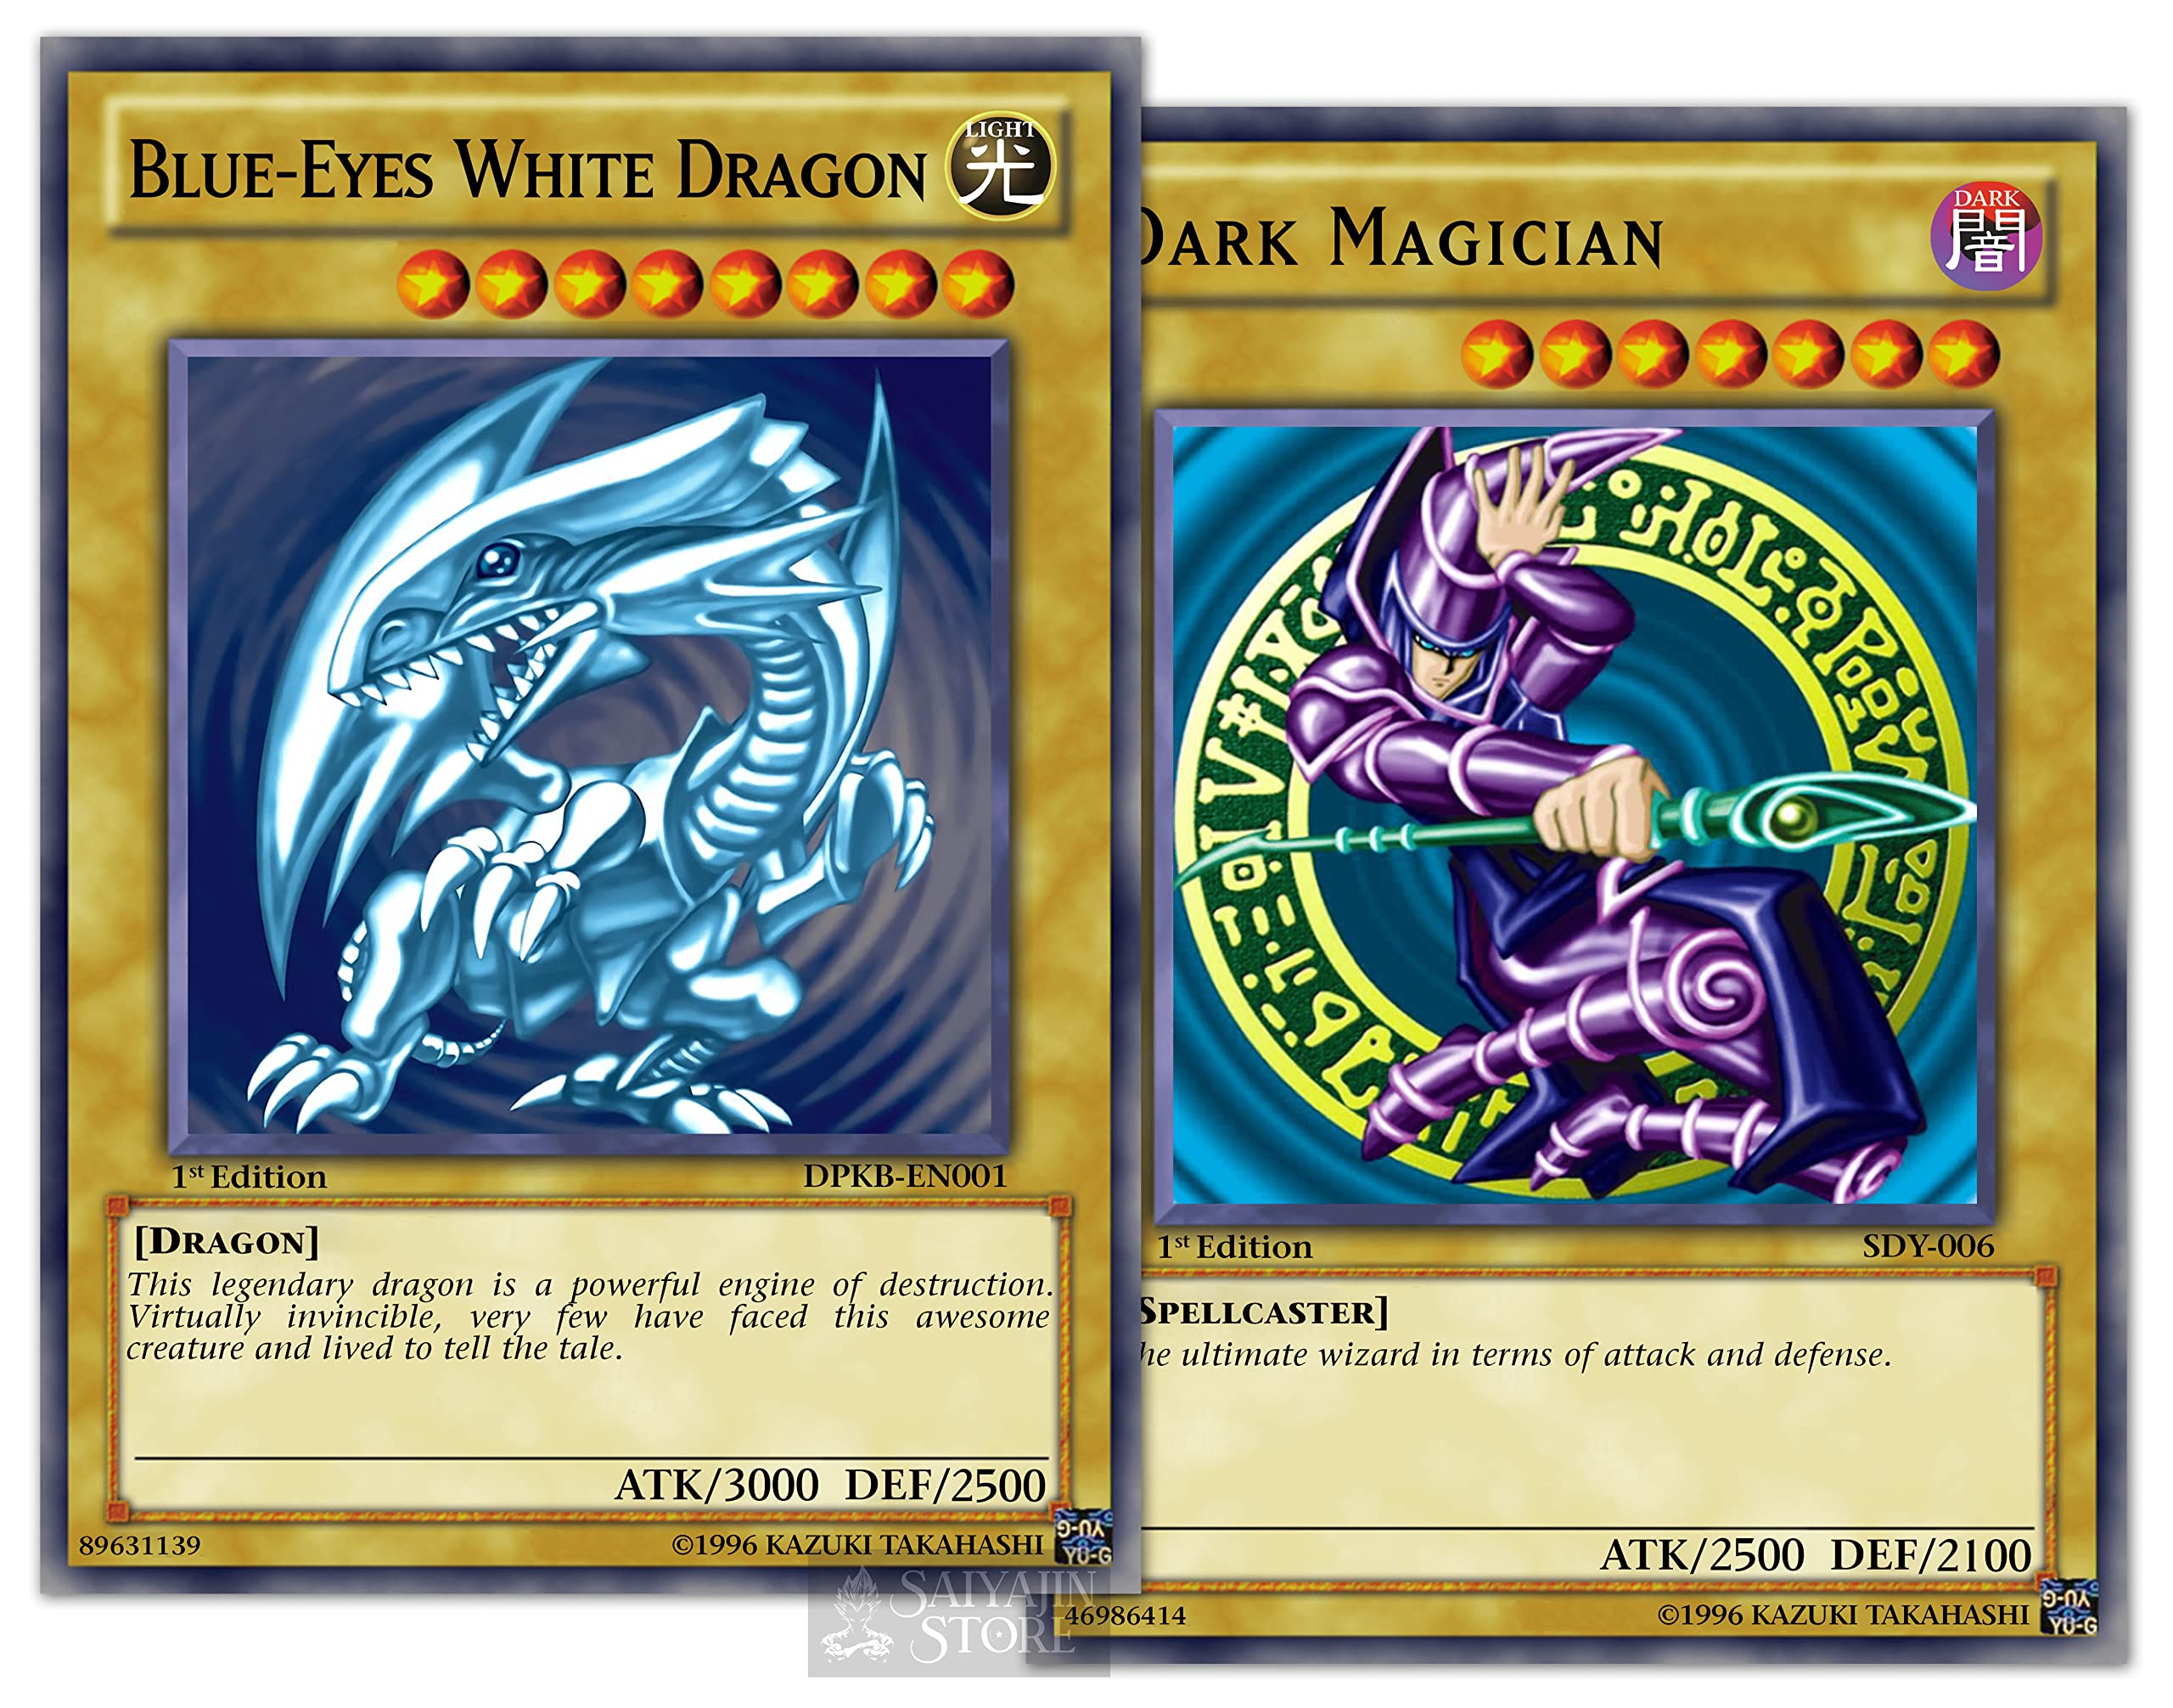 BLUE-EYES WHITE DRAGON
LIGHT
光
1st Edition
DPKB-EN001
[DRAGON]
This legendary dragon is a powerful engine of destruction.
Virtually invincible, very few have faced this awesome
creature and lived to tell the tale.
ATK/3000 DEF/2500
89631139
©1996 KAZUKI TAKAHASHI
DARK MAGICIAN
DARK
闇
1st Edition
SDY-006
SPELLCASTER]
he ultimate wizard in terms of attack and defense.
ATK/2500 DEF/2100
46986414
©1996 KAZUKI TAKAHASHI
SAIYAJIN
STORE